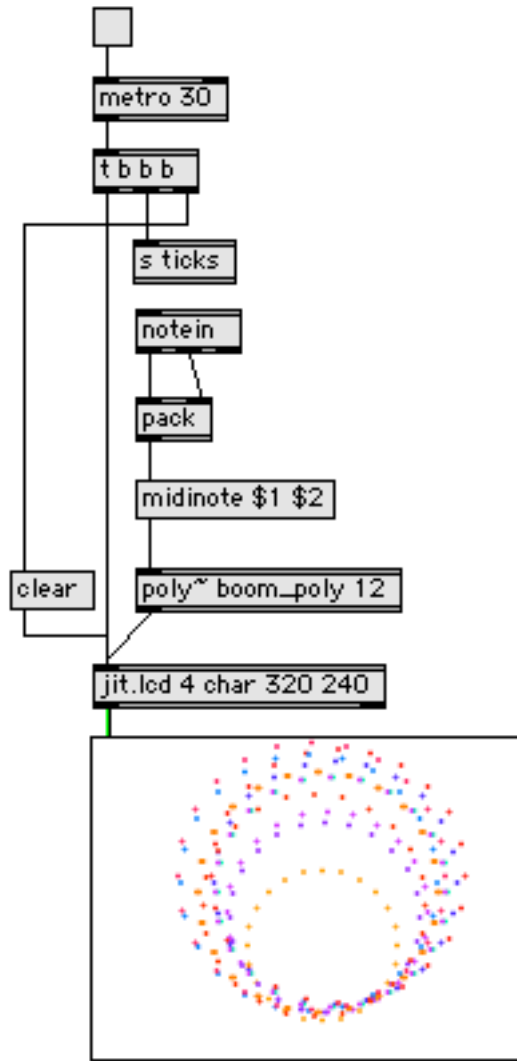 metro 30
t b b b
s ticks
notein
pack
midinote $1 $2
clear
poly~ boom_poly 12
jit.lcd 4 char 320 240